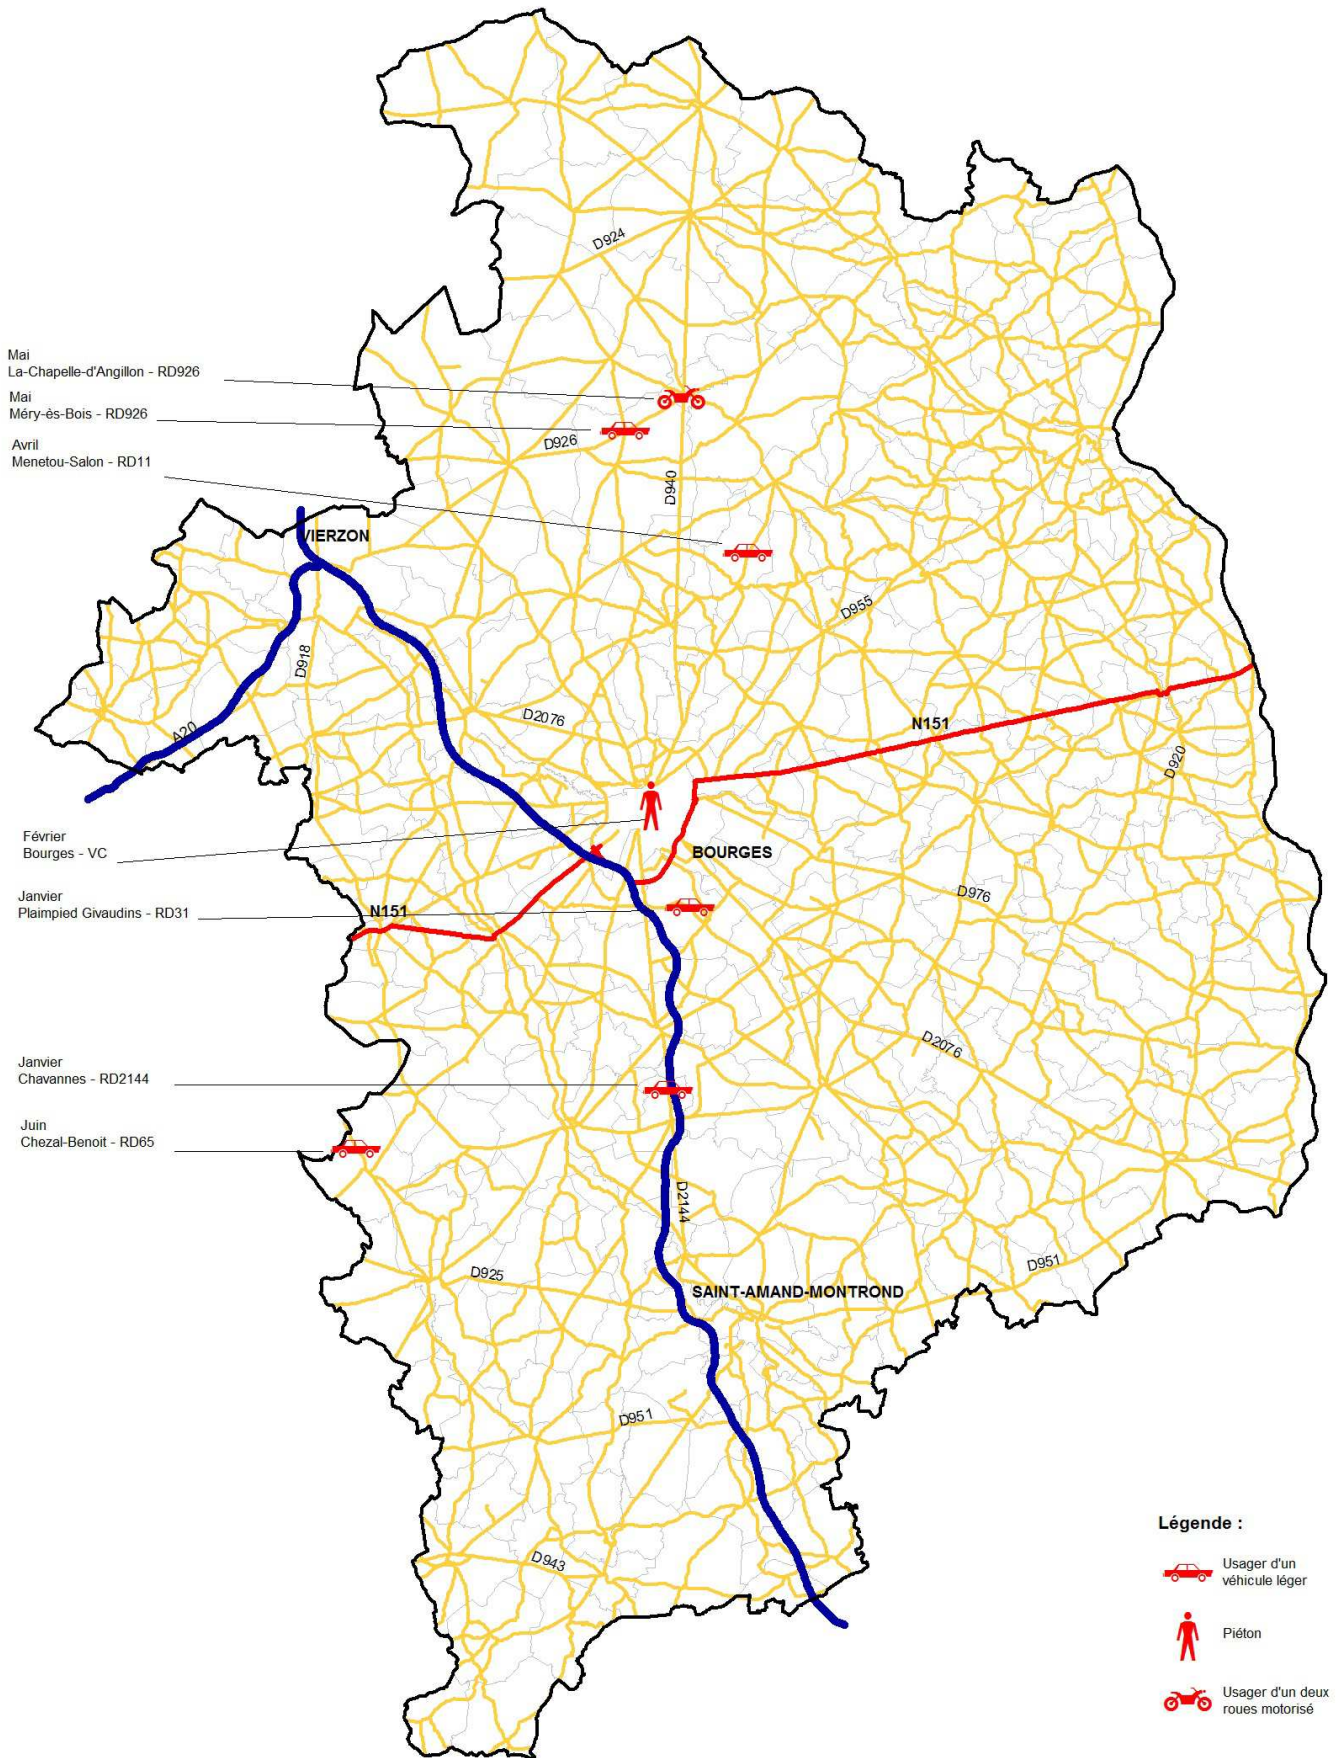 D924
Mai
La-Chapelle-d'Angillon - RD926
Mai
Méry-ès-Bois - RD926
D926
Avril
Menetou-Salon - RD11
D940
VIERZON
D955
D918
D2076
A20
N151
D920
Février
Bourges - VC
BOURGES
Janvier
Plaimpied Givaudins - RD31
N151
D976
D2076
Janvier
Chavannes - RD2144
Juin
Chezal-Benoit - RD65
D2144
D925
D951
SAINT-AMAND-MONTROND
D951
D943
Légende :
Usager d'un
véhicule léger
Piéton
Usager d'un deux
roues motorisé